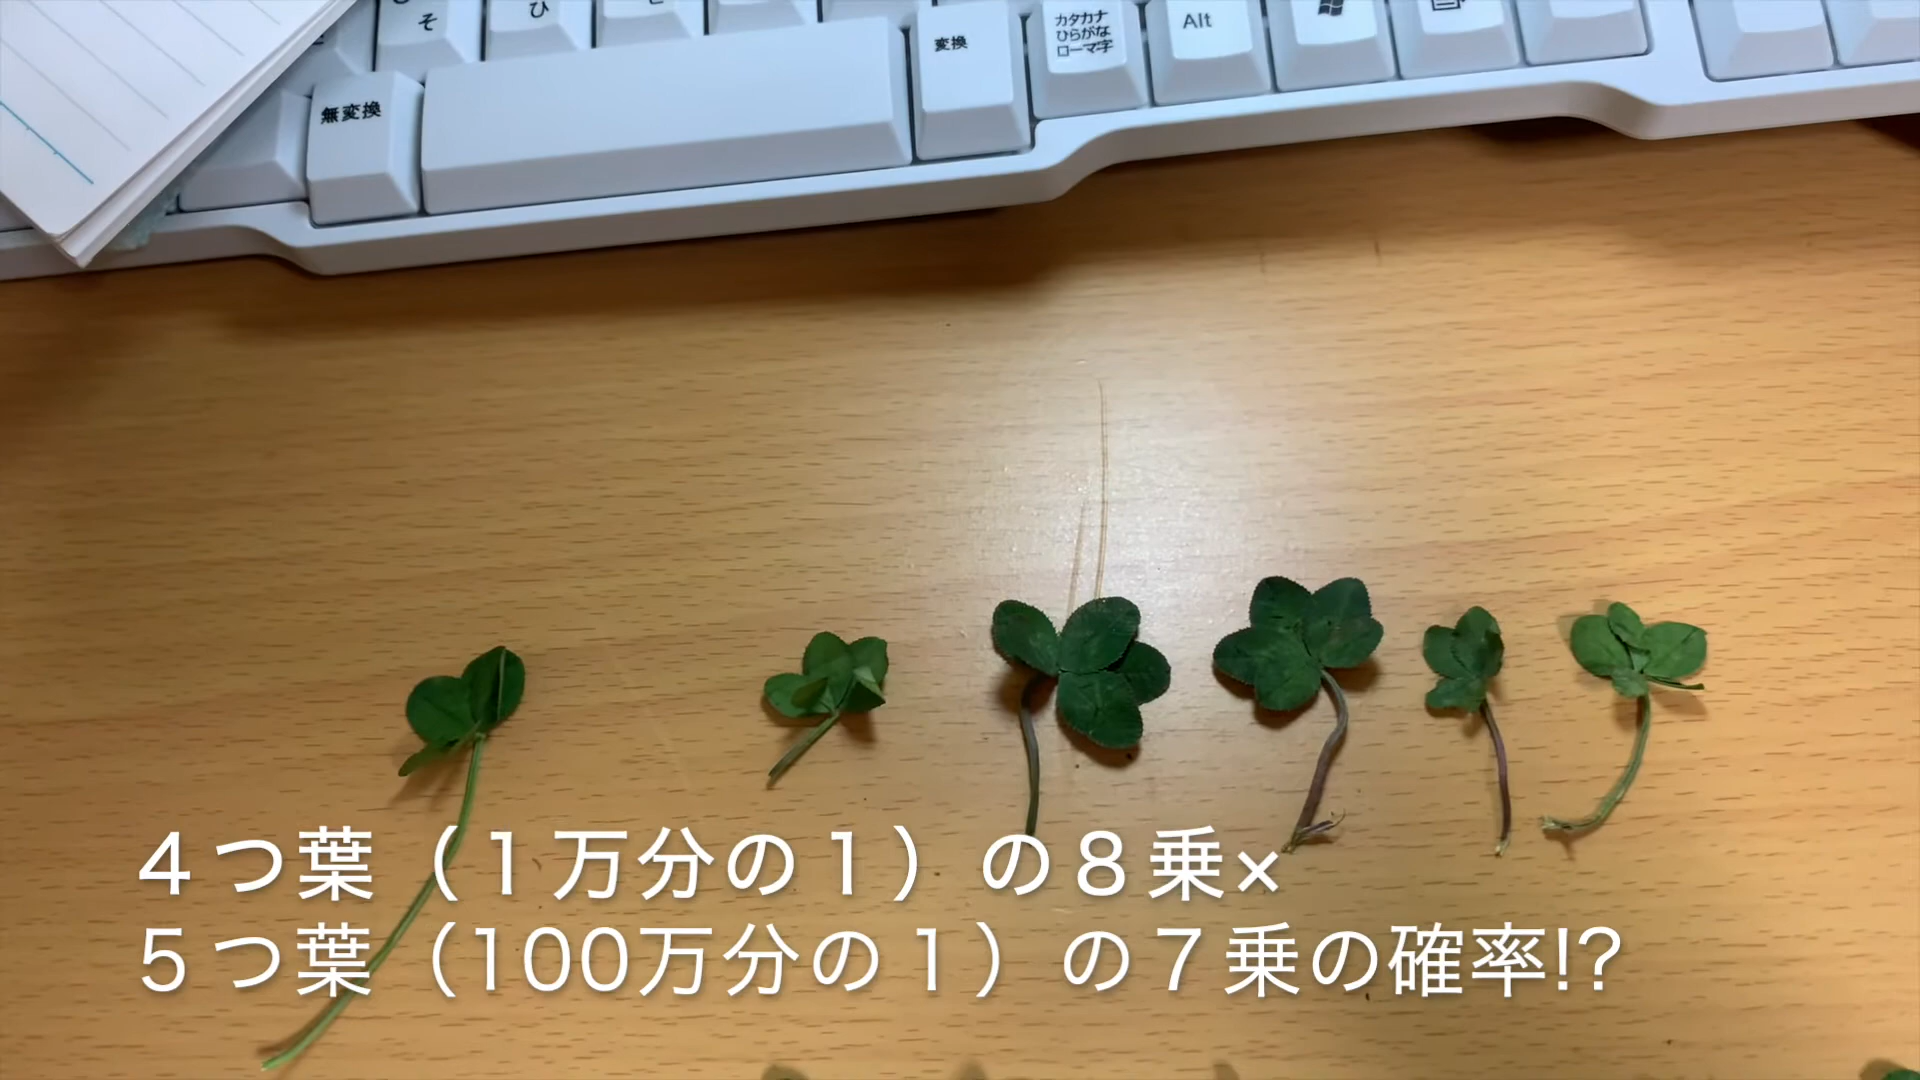 そ
ひ
無変換
変換
カタカナ
ひらがな
ローマ字
Alt
４つ葉（１万分の１）の８乗×
５つ葉（100万分の１）の７乗の確率!?